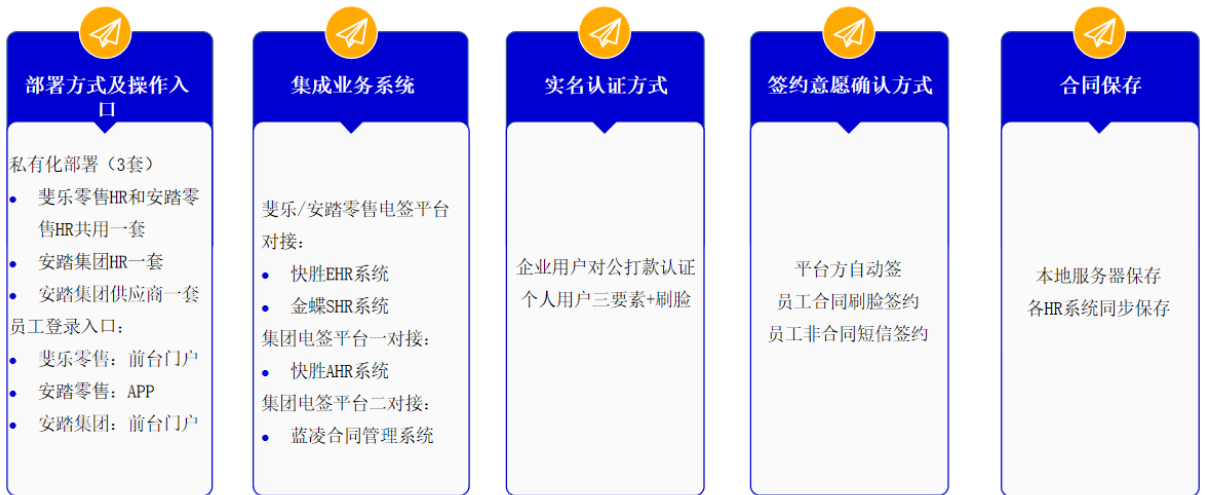 部署方式及操作入
口
私有化部署（3套）
● 斐乐零售HR和安踏零
售HR共用一套
● 安踏集团HR一套
● 安踏集团供应商一套
员工登录入口：
● 斐乐零售：前台门户
● 安踏零售：APP
● 安踏集团：前台门户
集成业务系统
斐乐/安踏零售电签平台
对接：
● 快胜EHR系统
● 金蝶SHR系统
集团电签平台一对接：
● 快胜AHR系统
集团电签平台二对接：
● 蓝凌合同管理系统
实名认证方式
企业用户对公打款认证
个人用户三要素+刷脸
签约意愿确认方式
平台方自动签
员工合同刷脸签约
员工非合同短信签约
合同保存
本地服务器保存
各HR系统同步保存